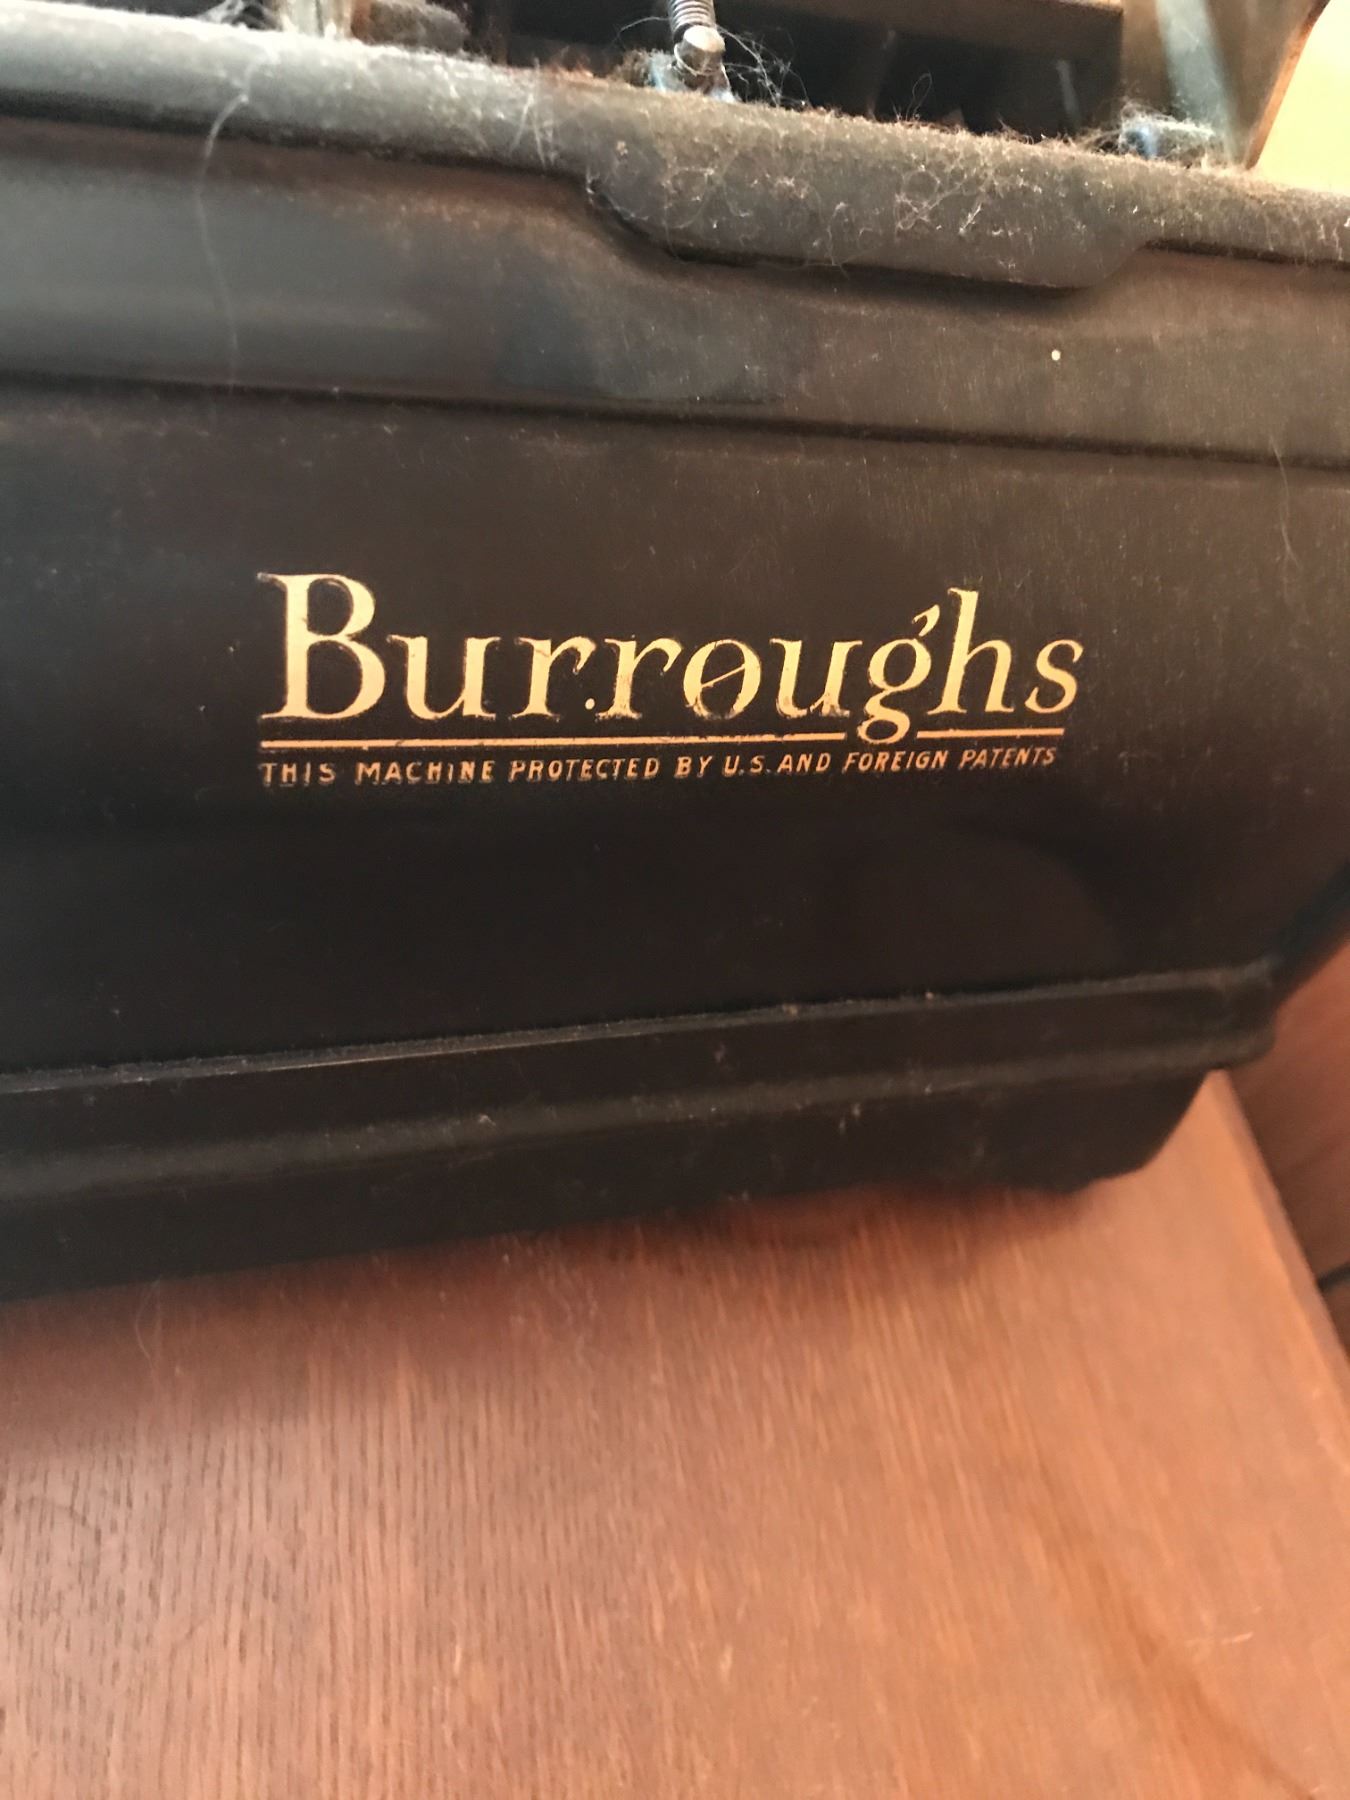 Burroughs
THIS MACHINE PROTECTED BY U.S. AND FOREIGN PATENTS